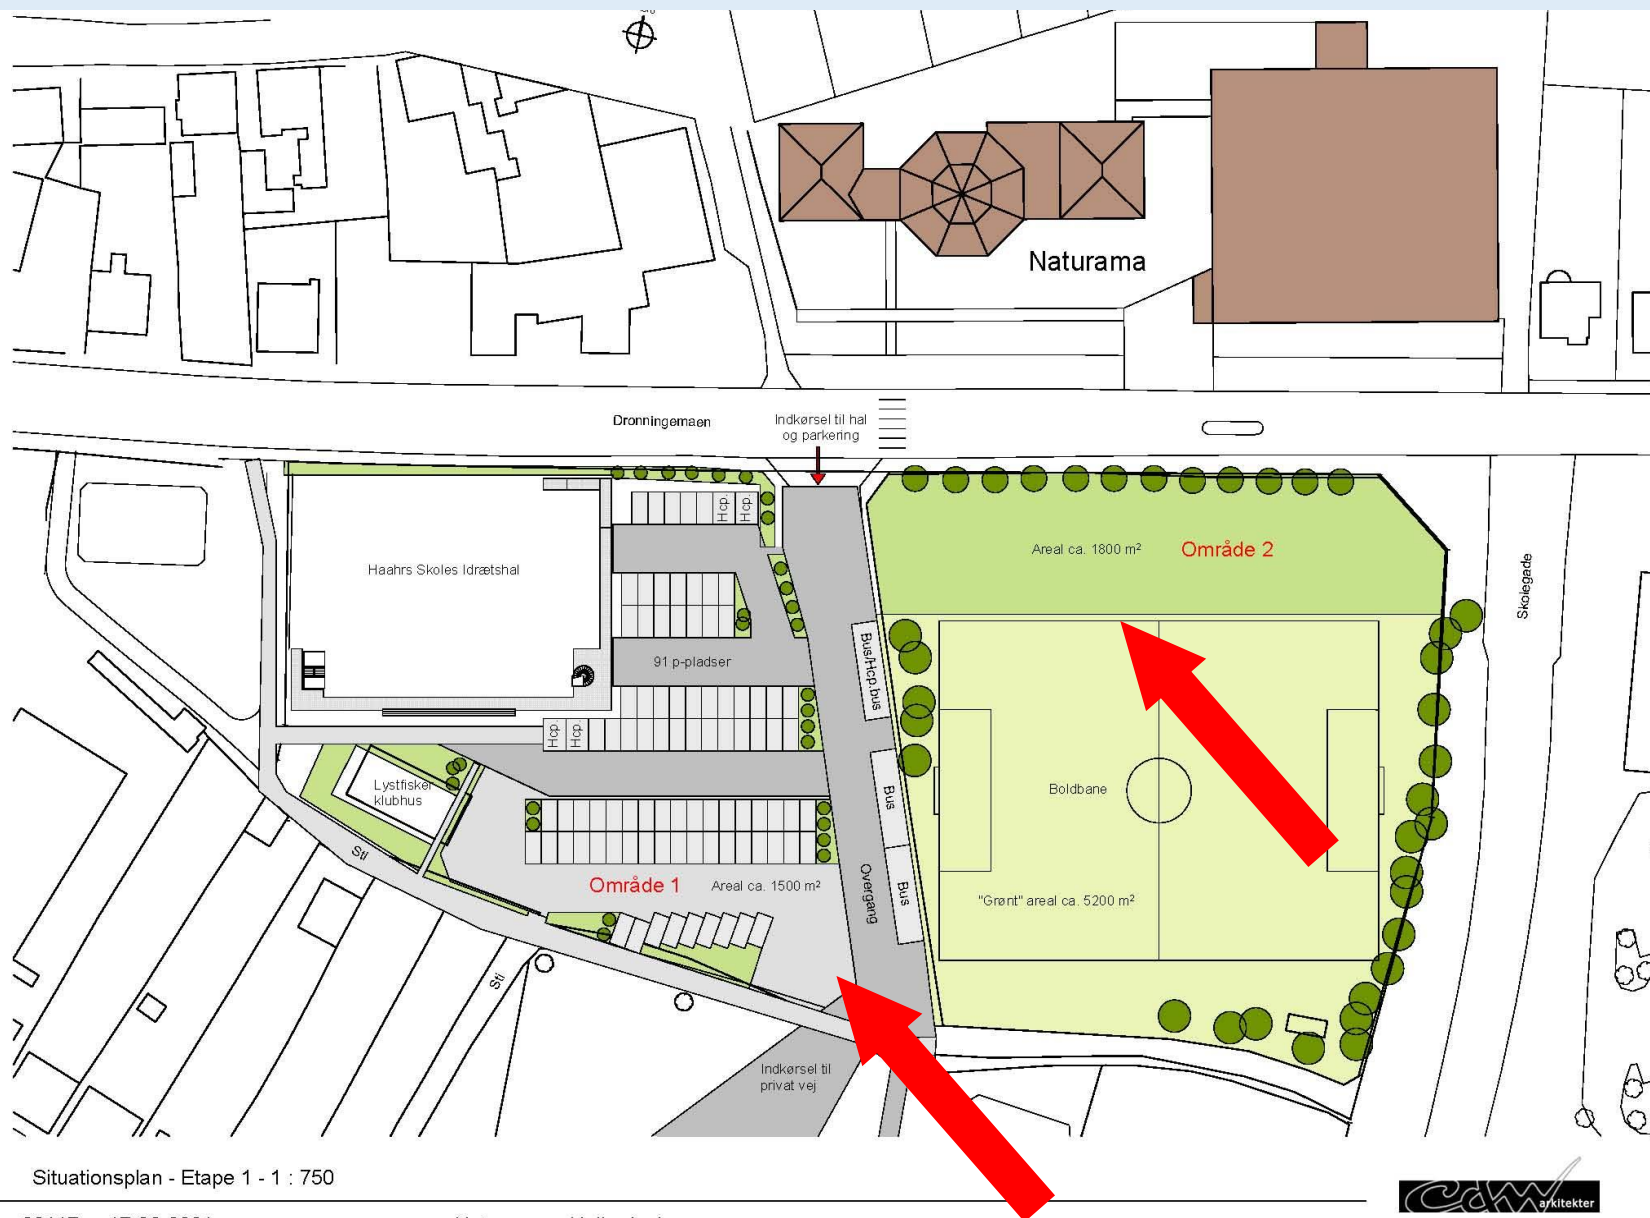 Naturama
Dronningemaen
Indkørsel til hal
og parkering
Hcp.
Hcp.
Areal ca. 1800 m²
Område 2
Haahrs Skoles Idrætshal
Skolegade
Bus/Hcp.bus
91 p-pladser
Hcp
Hcp
Lystfisker
klubhus
Bus
Boldbane
Sti
Område 1
Areal ca. 1500 m²
Overgang
Bus
"Grønt" areal ca. 5200 m²
Sti
Indkørsel til
privat vej
Situationsplan - Etape 1 - 1 : 750
cdw
arkitekter